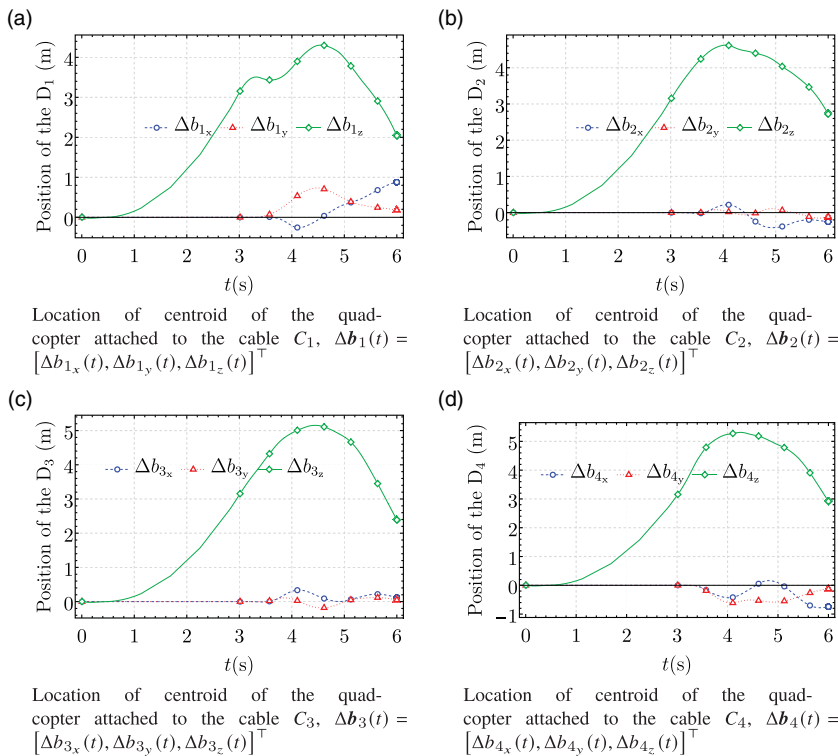 (a)
Position of the D₁ (m)
4
3
2
1
0
Δb₁ₓ Δb₁y Δb₁z
0 1 2 3 4 5 6
t(s)
Location of centroid of the quad-
copter attached to the cable C₁, Δb₁(t) =
[Δb₁ₓ(t), Δb₁y(t), Δb₁z(t)]⊤
(b)
Position of the D₂ (m)
4
3
2
1
0
Δb₂ₓ Δb₂y Δb₂z
0 1 2 3 4 5 6
t(s)
Location of centroid of the quad-
copter attached to the cable C₂, Δb₂(t) =
[Δb₂ₓ(t), Δb₂y(t), Δb₂z(t)]⊤
(c)
Position of the D₃ (m)
5
4
3
2
1
0
Δb₃ₓ Δb₃y Δb₃z
0 1 2 3 4 5 6
t(s)
Location of centroid of the quad-
copter attached to the cable C₃, Δb₃(t) =
[Δb₃ₓ(t), Δb₃y(t), Δb₃z(t)]⊤
(d)
Position of the D₄ (m)
5
4
3
2
1
0
−1
Δb₄ₓ Δb₄y Δb₄z
0 1 2 3 4 5 6
t(s)
Location of centroid of the quad-
copter attached to the cable C₄, Δb₄(t) =
[Δb₄ₓ(t), Δb₄y(t), Δb₄z(t)]⊤